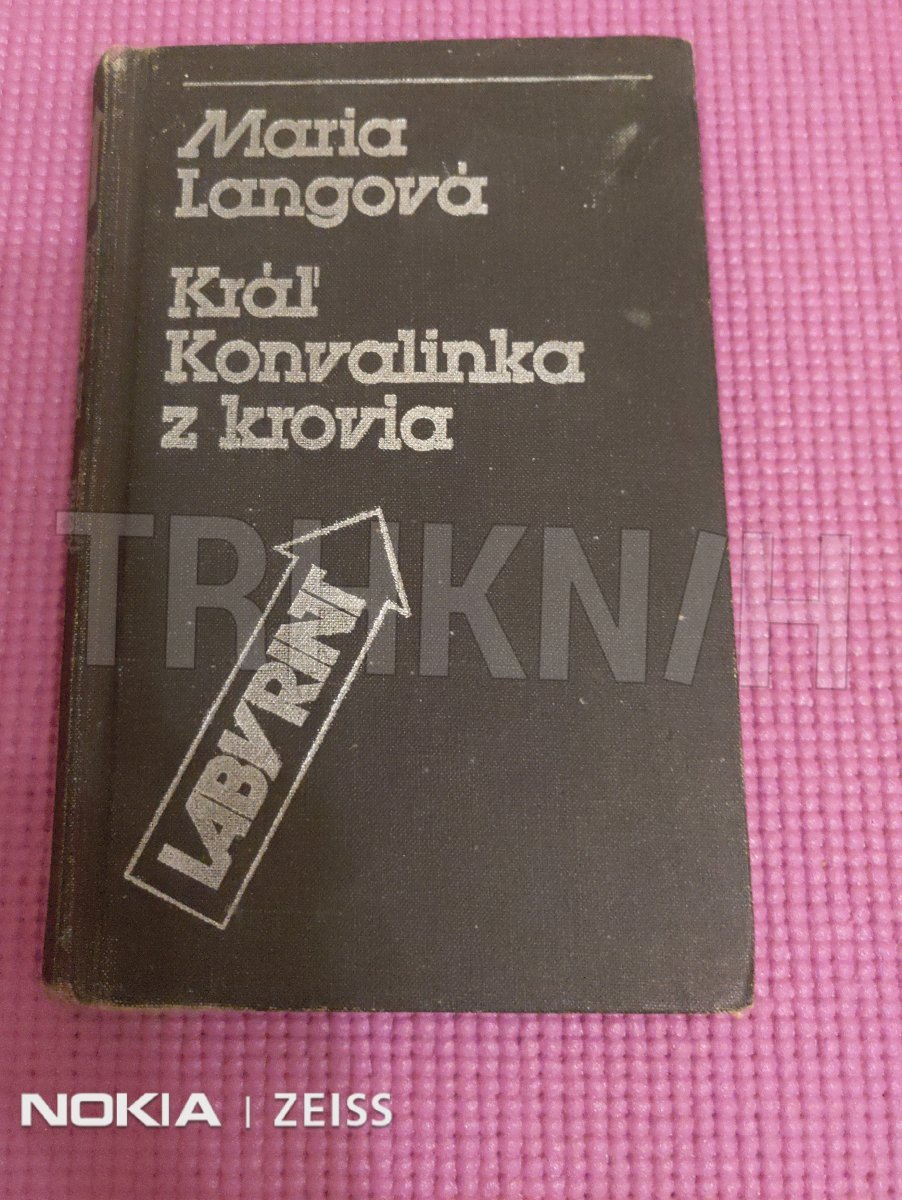 Maria
Langová
Kráľ
Konvalinka
z krovia
LABYRINT
TRHKNIH
NOKIA | ZEISS